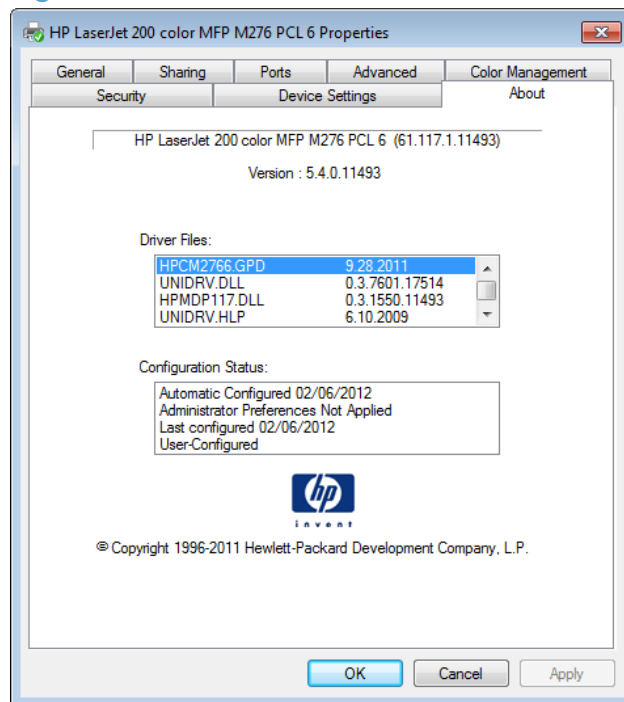 HP LaserJet 200 color MFP M276 PCL 6 Properties
General Sharing Ports Advanced Color Management
Security Device Settings About
HP LaserJet 200 color MFP M276 PCL 6 (61.117.1.11493)
Version : 5.4.0.11493
Driver Files:
HPCM2766.GPD 9.28.2011
UNIDRV.DLL 0.3.7601.17514
HPMDP117.DLL 0.3.1550.11493
UNIDRV.HLP 6.10.2009
Configuration Status:
Automatic Configured 02/06/2012
Administrator Preferences Not Applied
Last configured 02/06/2012
User-Configured
hp
invent
© Copyright 1996-2011 Hewlett-Packard Development Company, L.P.
OK Cancel Apply